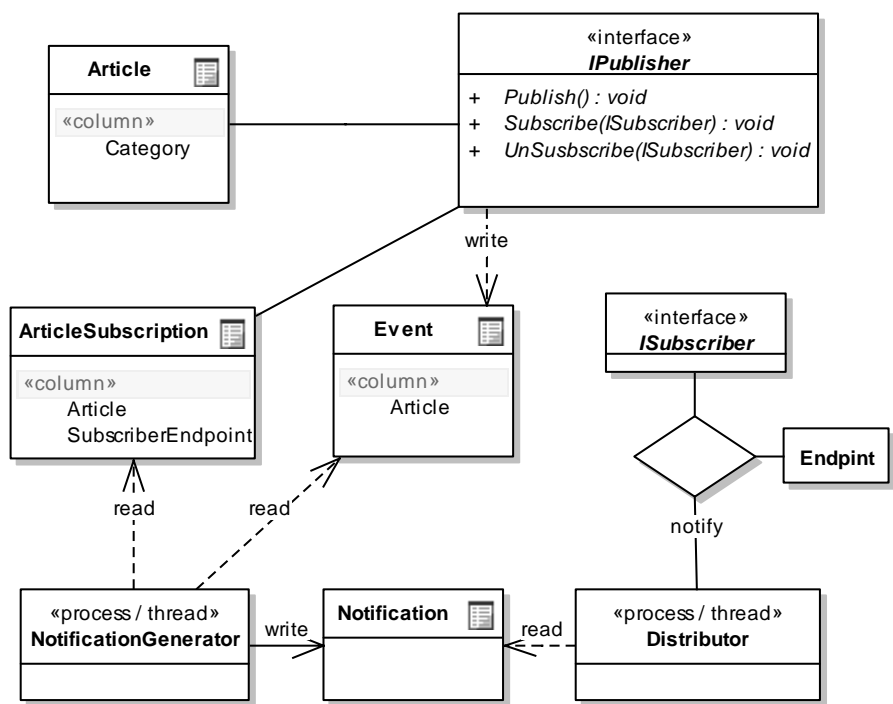 Article
«column»
Category
«interface»
IPublisher
+ Publish() : void
+ Subscribe(ISubscriber) : void
+ UnSusbscribe(ISubscriber) : void
write
ArticleSubscription
«column»
Article
SubscriberEndpoint
Event
«column»
Article
«interface»
ISubscriber
Endpint
read
read
notify
«process / thread»
NotificationGenerator
write
Notification
read
«process / thread»
Distributor